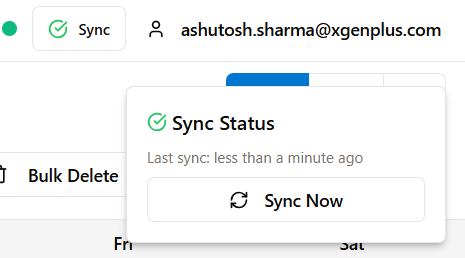 Sync
ashutosh.sharma@xgenplus.com
Sync Status
Last sync: less than a minute ago
Bulk Delete
Sync Now
Fri
Sat